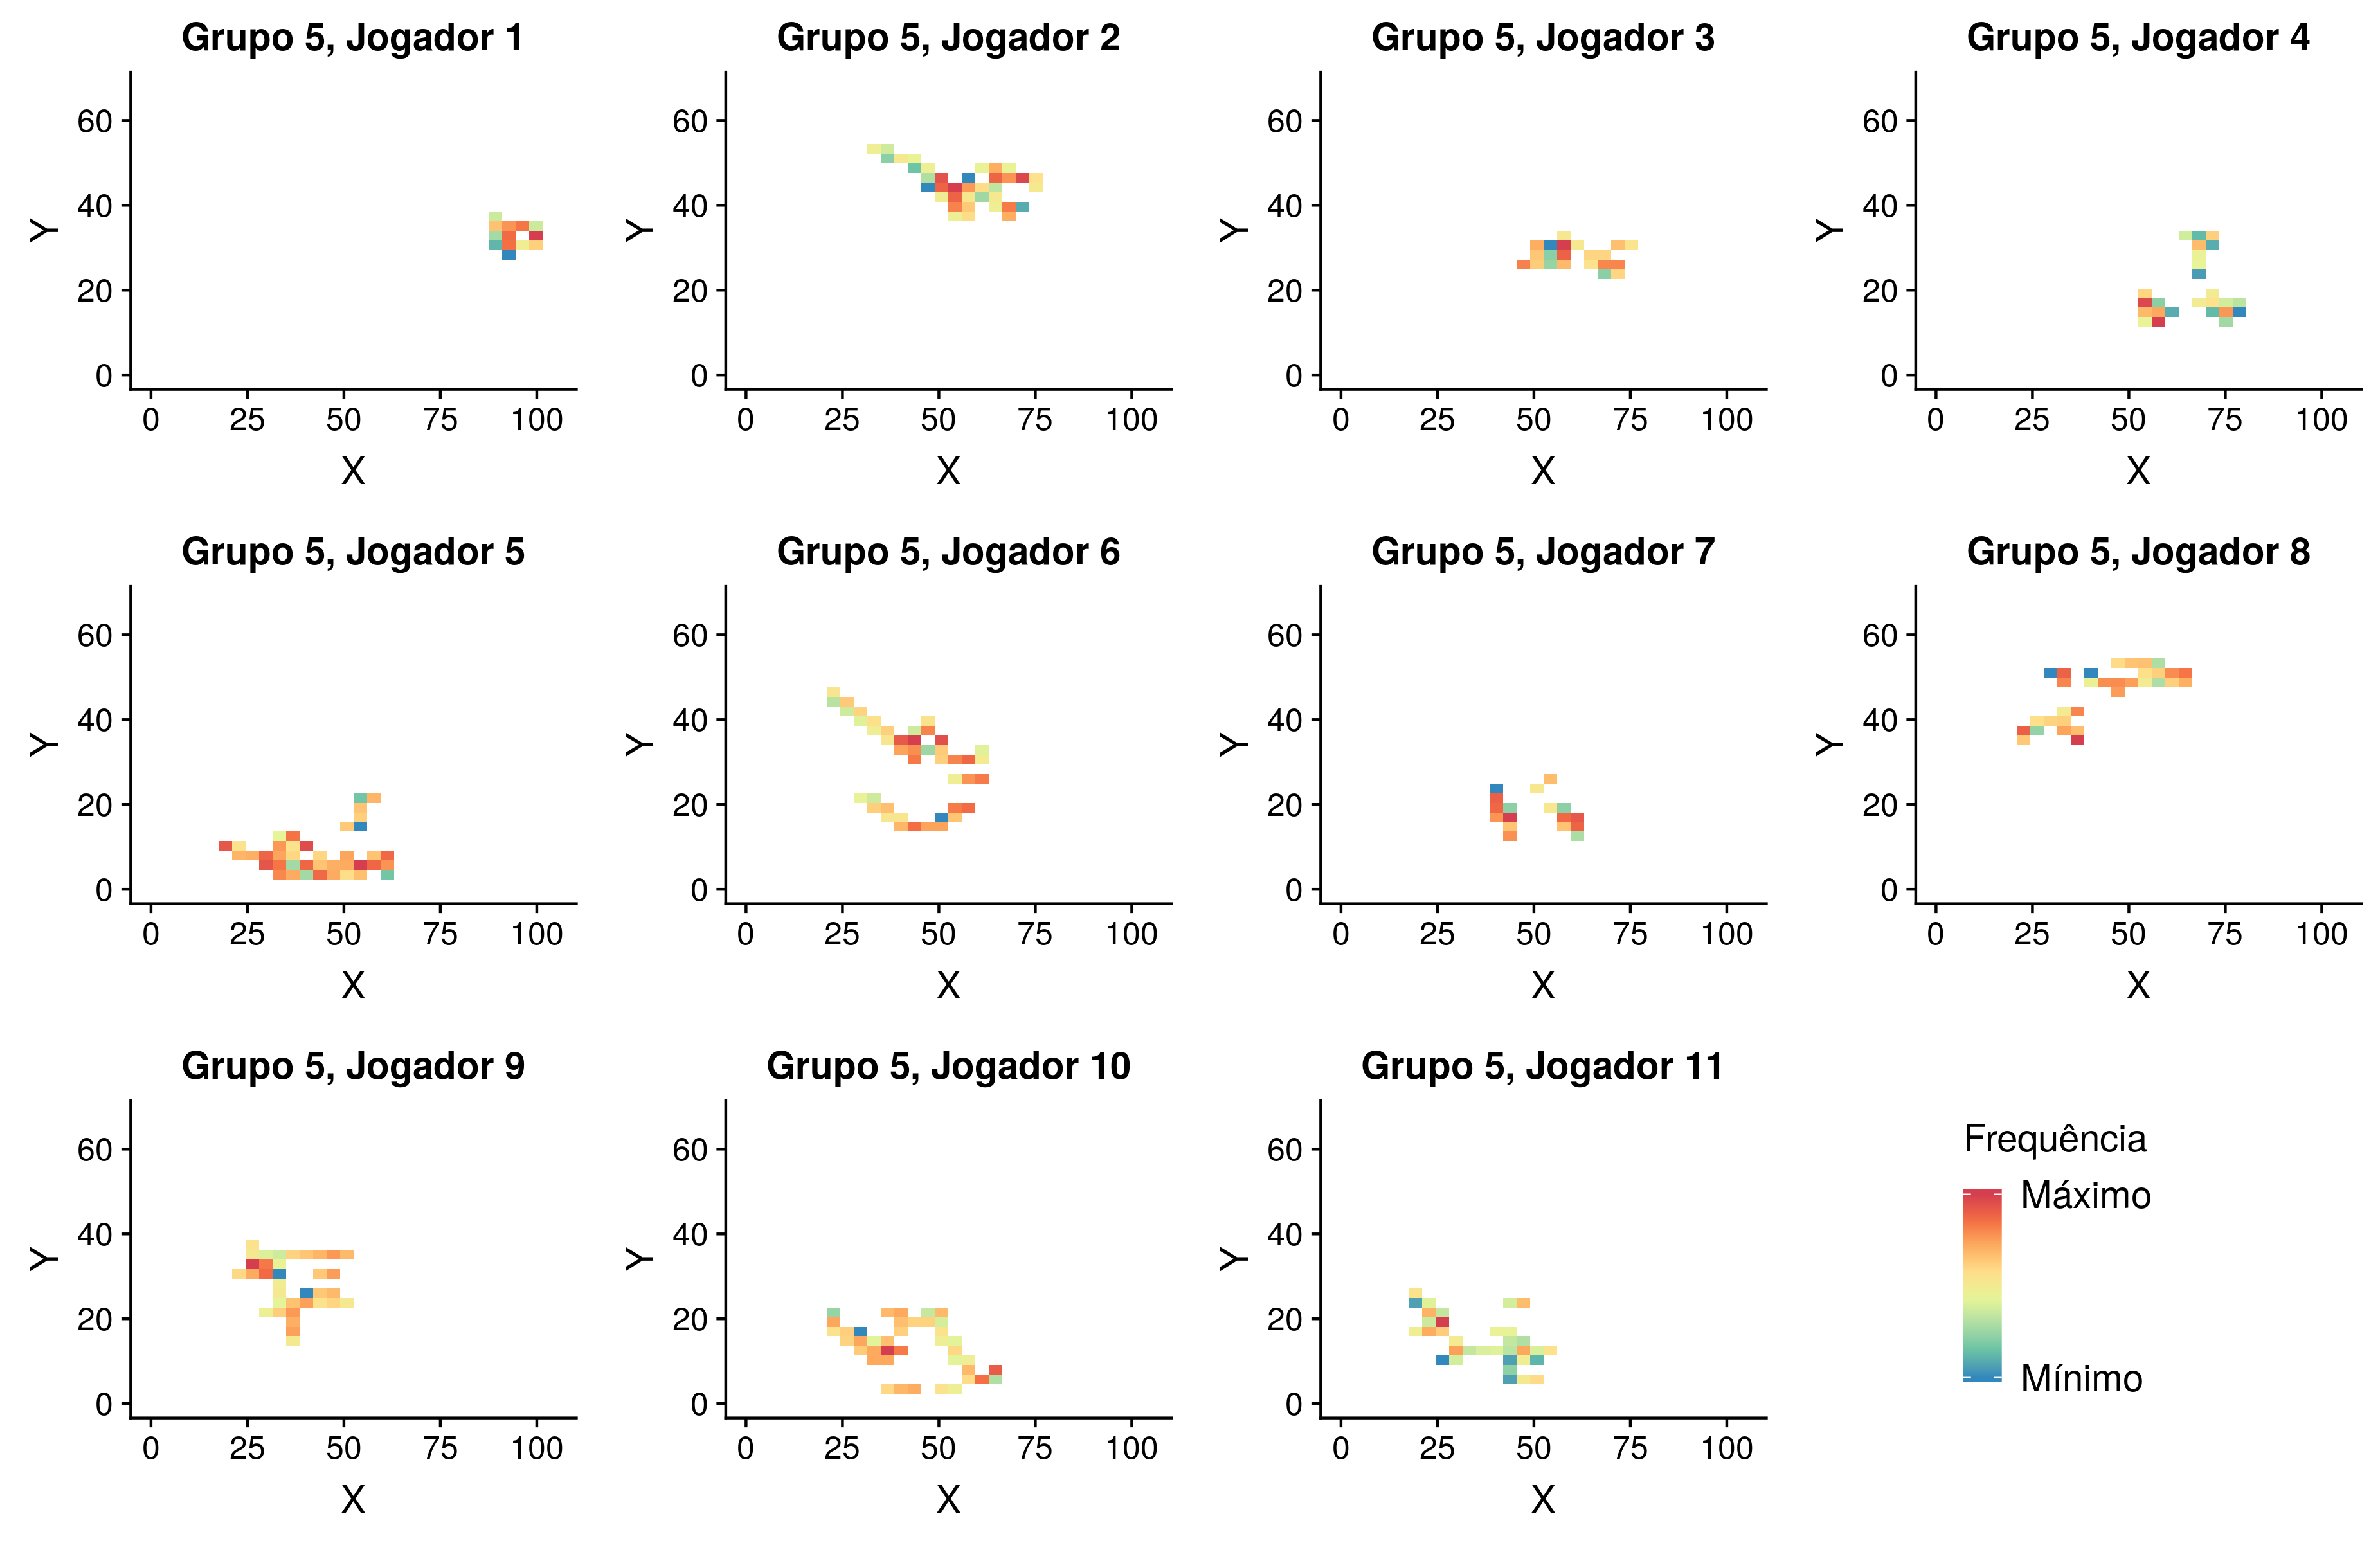 Grupo 5, Jogador 1
Y
60
40
20
0
0 25 50 75 100
X
Grupo 5, Jogador 2
Y
60
40
20
0
0 25 50 75 100
X
Grupo 5, Jogador 3
Y
60
40
20
0
0 25 50 75 100
X
Grupo 5, Jogador 4
Y
60
40
20
0
0 25 50 75 100
X
Grupo 5, Jogador 5
Y
60
40
20
0
0 25 50 75 100
X
Grupo 5, Jogador 6
Y
60
40
20
0
0 25 50 75 100
X
Grupo 5, Jogador 7
Y
60
40
20
0
0 25 50 75 100
X
Grupo 5, Jogador 8
Y
60
40
20
0
0 25 50 75 100
X
Grupo 5, Jogador 9
Y
60
40
20
0
0 25 50 75 100
X
Grupo 5, Jogador 10
Y
60
40
20
0
0 25 50 75 100
X
Grupo 5, Jogador 11
Y
60
40
20
0
0 25 50 75 100
X
Frequência
Máximo
Mínimo